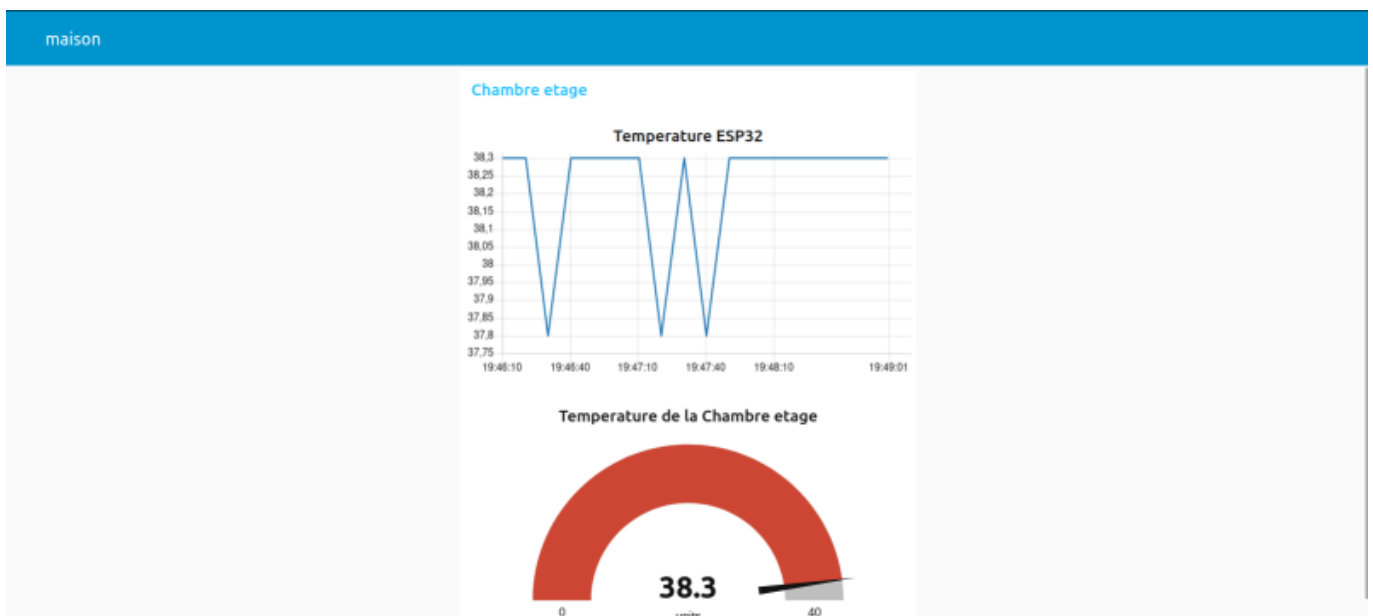 maison
Chambre etage
Temperature ESP32
38,3
38,25
38,2
38,15
38,1
38,05
38
37,95
37,9
37,85
37,8
37,75
19:46:10 19:46:40 19:47:10 19:47:40 19:48:10 19:49:01
Temperature de la Chambre etage
38.3
0 units 40